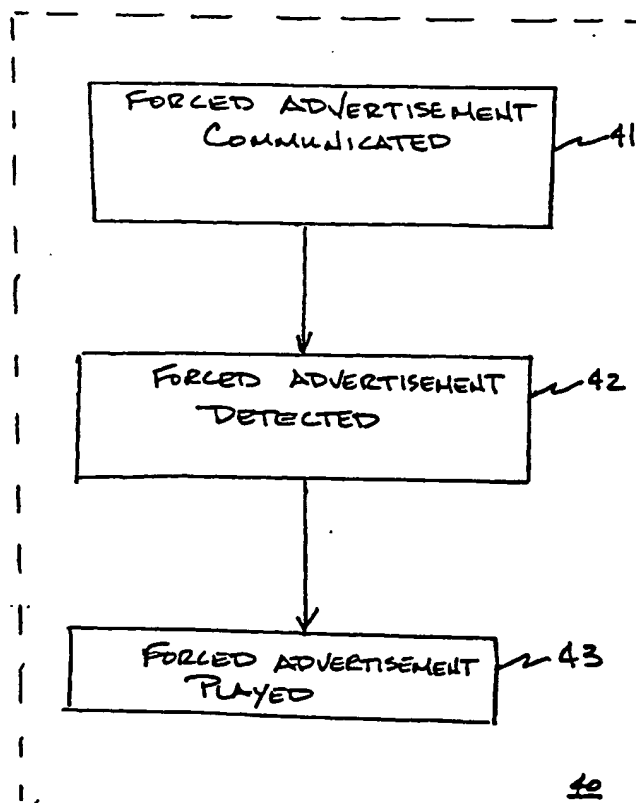 FORCED ADVERTISEMENT
COMMUNICATED
41
FORCED ADVERTISEMENT
DETECTED
42
FORCED ADVERTISEMENT
PLAYED
43
40